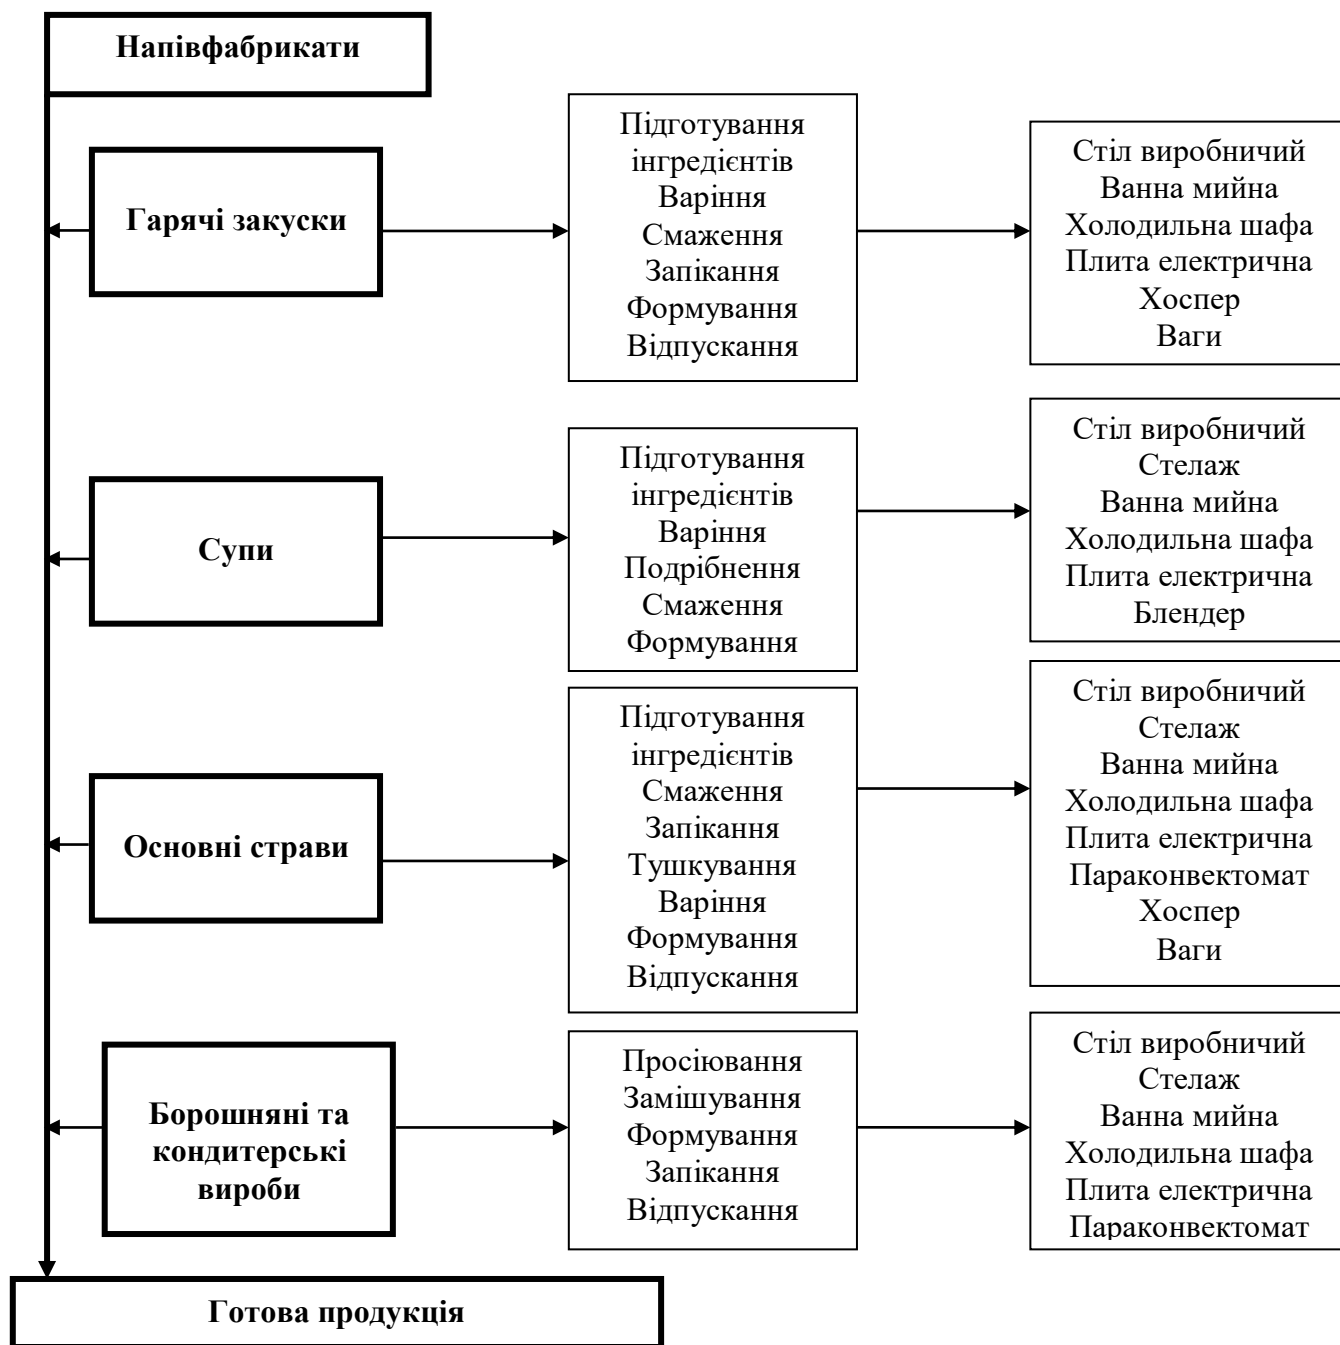 Напівфабрикати
Гарячі закуски
Підготування
інгредієнтів
Варіння
Смаження
Запікання
Формування
Відпускання
Стіл виробничий
Ванна мийна
Холодильна шафа
Плита електрична
Хоспер
Ваги
Супи
Підготування
інгредієнтів
Варіння
Подрібнення
Смаження
Формування
Стіл виробничий
Стелаж
Ванна мийна
Холодильна шафа
Плита електрична
Блендер
Основні страви
Підготування
інгредієнтів
Смаження
Запікання
Тушкування
Варіння
Формування
Відпускання
Стіл виробничий
Стелаж
Ванна мийна
Холодильна шафа
Плита електрична
Параконвектомат
Хоспер
Ваги
Борошняні та
кондитерські
вироби
Просіювання
Замішування
Формування
Запікання
Відпускання
Стіл виробничий
Стелаж
Ванна мийна
Холодильна шафа
Плита електрична
Параконвектомат
Готова продукція